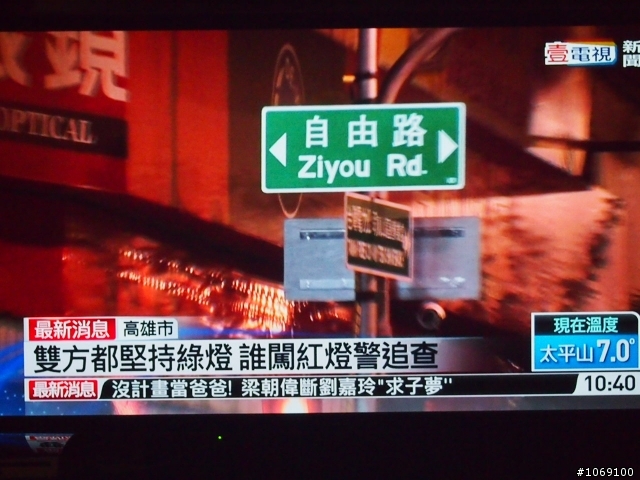 鏡
OPTICAL
壹電視 新聞
自由路
Ziyou Rd.
最新消息 高雄市
雙方都堅持綠燈 誰闖紅燈警追查
現在溫度
太平山 7.0°
最新消息 沒計畫當爸爸! 梁朝偉斷劉嘉玲"求子夢"
10:40
#1069100